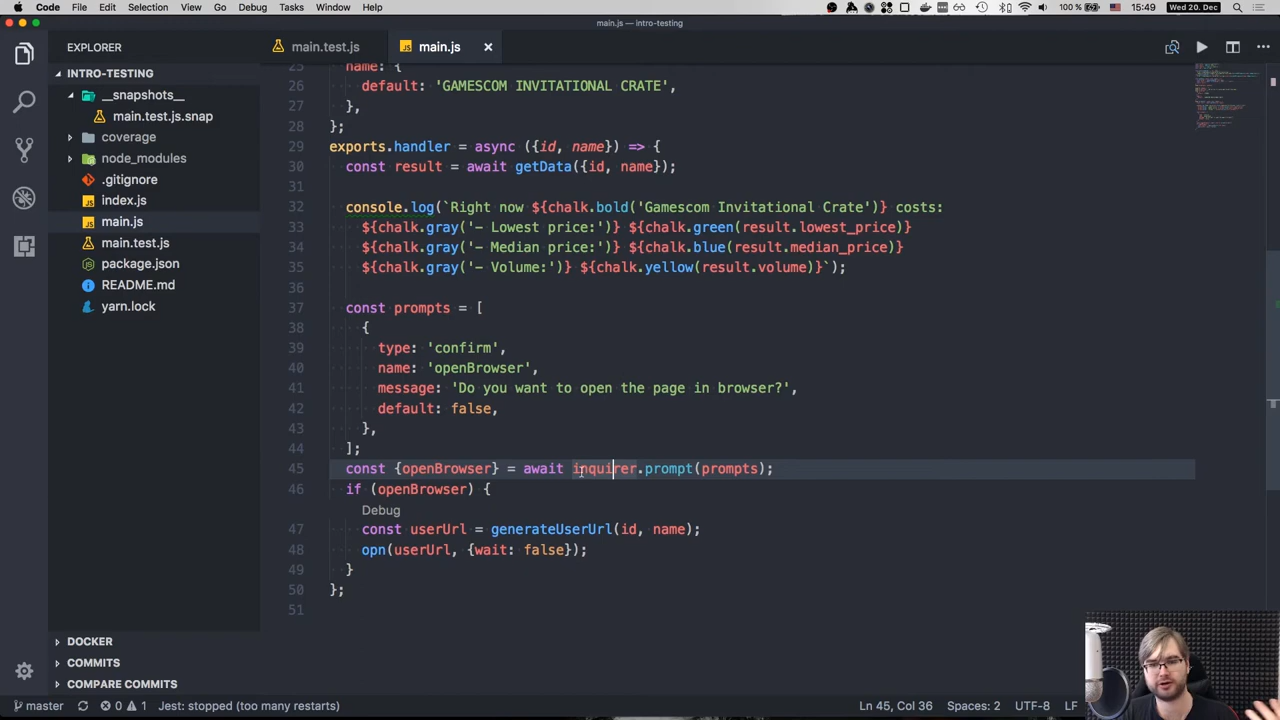 Code File Edit Selection View Go Debug Tasks Window Help 100 % Wed 20. Dec 15:49
main.js — intro-testing
EXPLORER
main.test.js
main.js
INTRO-TESTING
__snapshots__
main.test.js.snap
coverage
node_modules
.gitignore
index.js
main.js
main.test.js
package.json
README.md
yarn.lock
DOCKER
COMMITS
COMPARE COMMITS
25 name: {
26 default: 'GAMESCOM INVITATIONAL CRATE',
27 },
28 };
29 exports.handler = async ({id, name}) => {
30 const result = await getData({id, name});
31
32 console.log(`Right now ${chalk.bold('Gamescom Invitational Crate')} costs:
33 ${chalk.gray('- Lowest price:')} ${chalk.green(result.lowest_price)}
34 ${chalk.gray('- Median price:')} ${chalk.blue(result.median_price)}
35 ${chalk.gray('- Volume:')} ${chalk.yellow(result.volume)}`);
36
37 const prompts = [
38 {
39 type: 'confirm',
40 name: 'openBrowser',
41 message: 'Do you want to open the page in browser?',
42 default: false,
43 },
44 ];
45 const {openBrowser} = await inquirer.prompt(prompts);
46 if (openBrowser) {
Debug
47 const userUrl = generateUserUrl(id, name);
48 opn(userUrl, {wait: false});
49 }
50 };
51
master 0 1 Jest: stopped (too many restarts) Ln 45, Col 36 Spaces: 2 UTF-8 LF